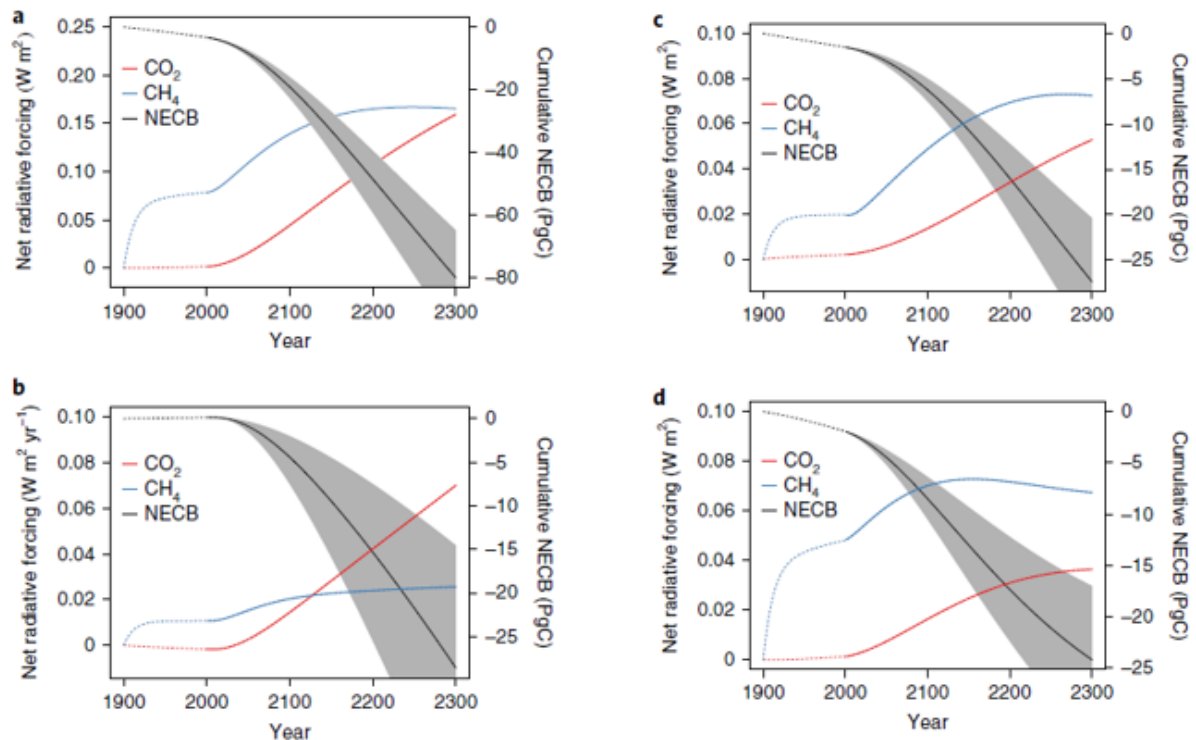 a
0.25
0.20
0.15
0.10
0.05
0
Net radiative forcing (W m²)
CO₂
CH₄
NECB
0
−20
−40
−60
−80
Cumulative NECB (PgC)
1900 2000 2100 2200 2300
Year
c
0.10
0.08
0.06
0.04
0.02
0
Net radiative forcing (W m²)
CO₂
CH₄
NECB
0
−5
−10
−15
−20
−25
Cumulative NECB (PgC)
1900 2000 2100 2200 2300
Year
b
0.10
0.08
0.06
0.04
0.02
0
Net radiative forcing (W m² yr⁻¹)
CO₂
CH₄
NECB
0
−5
−10
−15
−20
−26
Cumulative NECB (PgC)
1900 2000 2100 2200 2300
Year
d
0.10
0.08
0.06
0.04
0.02
0
Net radiative forcing (W m²)
CO₂
CH₄
NECB
0
−5
−10
−15
−20
−25
Cumulative NECB (PgC)
1900 2000 2100 2200 2300
Year